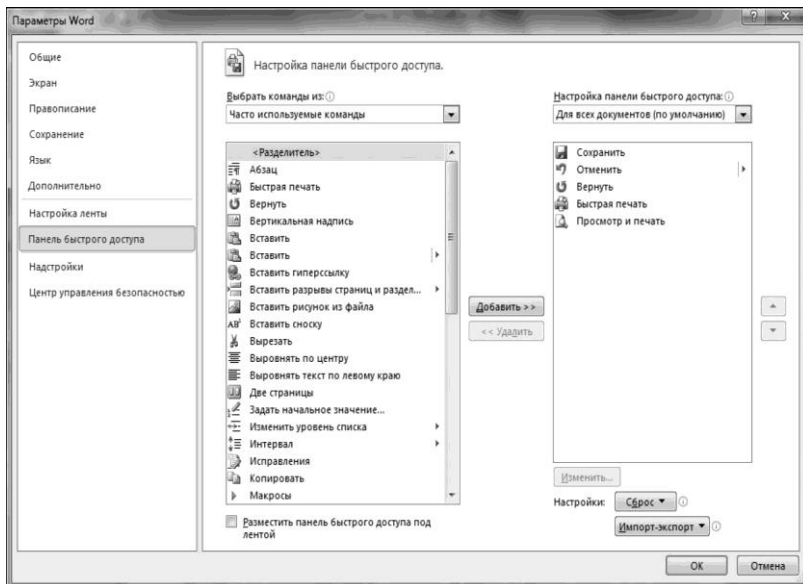 Параметры Word
Общие
Экран
Правописание
Сохранение
Язык
Дополнительно
Настройка ленты
Панель быстрого доступа
Надстройки
Центр управления безопасностью
Настройка панели быстрого доступа.
Выбрать команды из:
Часто используемые команды
<Разделитель>
Абзац
Быстрая печать
Вернуть
Вертикальная надпись
Вставить
Вставить
Вставить гиперссылку
Вставить разрывы страниц и раздел...
Вставить рисунок из файла
Вставить сноску
Вырезать
Выровнять по центру
Выровнять текст по левому краю
Две страницы
Задать начальное значение...
Изменить уровень списка
Интервал
Исправления
Копировать
Макросы
Разместить панель быстрого доступа под
лентой
Добавить >>
<< Удалить
Настройка панели быстрого доступа:
Для всех документов (по умолчанию)
Сохранить
Отменить
Вернуть
Быстрая печать
Просмотр и печать
Изменить...
Настройки: Сброс
Импорт-экспорт
ОК Отмена